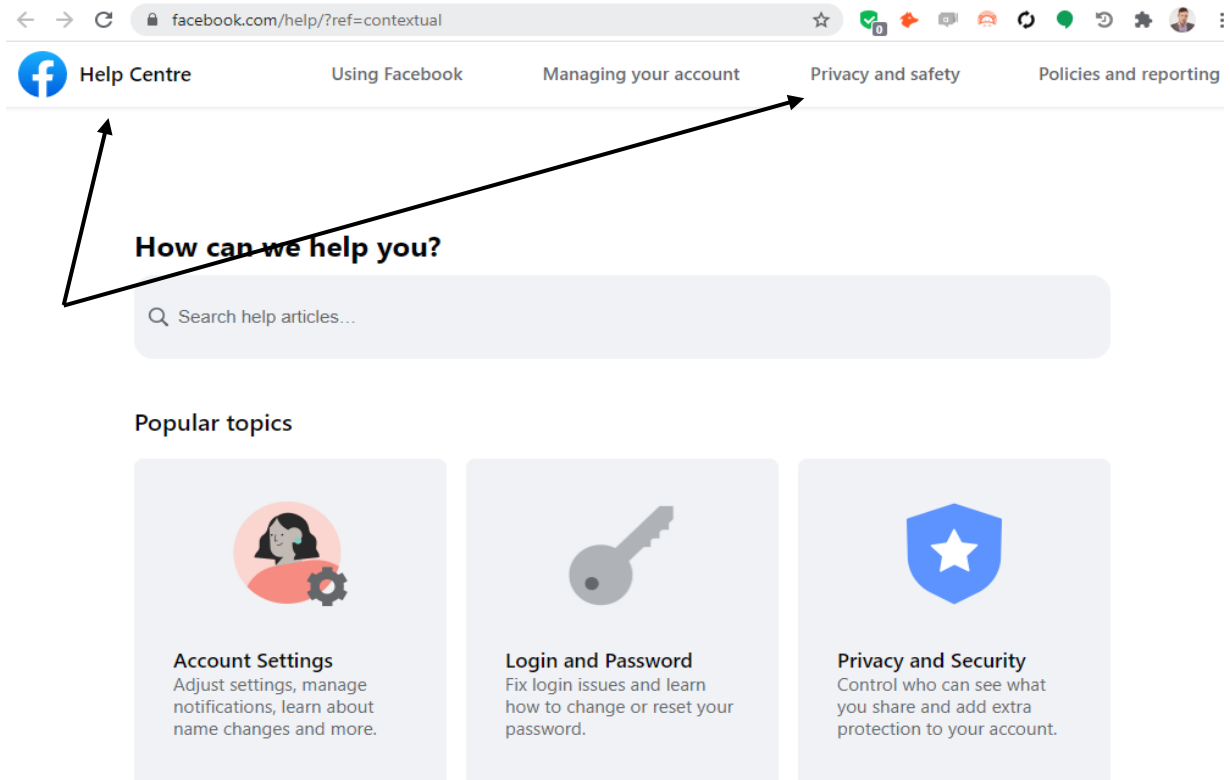 facebook.com/help/?ref=contextual
0
Help Centre Using Facebook Managing your account Privacy and safety Policies and reporting
How can we help you?
Search help articles...
Popular topics
Account Settings
Adjust settings, manage
notifications, learn about
name changes and more.
Login and Password
Fix login issues and learn
how to change or reset your
password.
Privacy and Security
Control who can see what
you share and add extra
protection to your account.